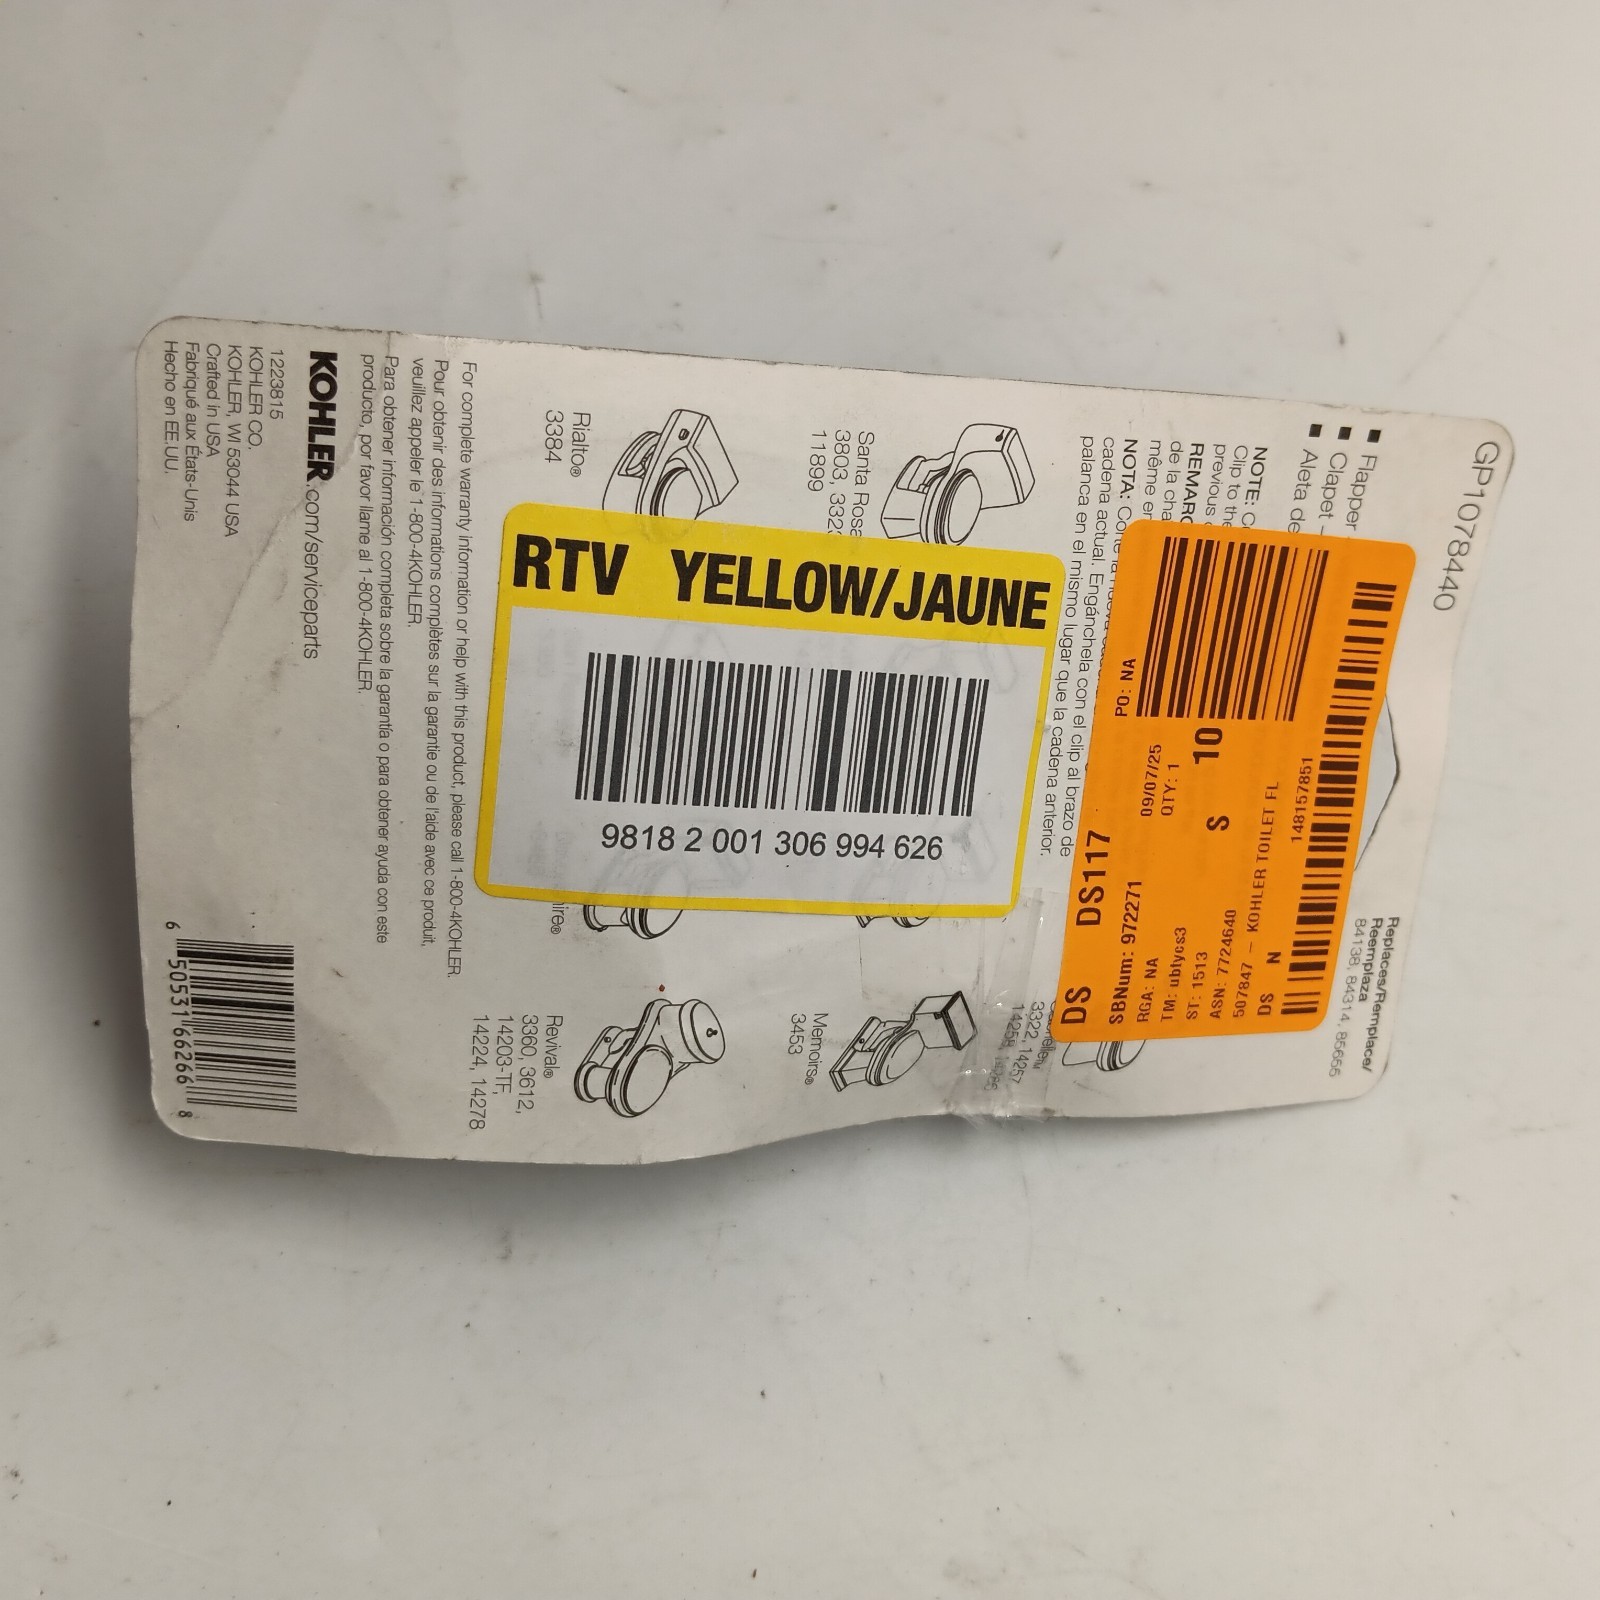 GP1078440
Replaces/Remplace/
Reemplaza
84138, 84314, 85665
Flapper
Clapet -
Aleta de
NOTE:
Clip to the
previous
REMARQ
de la cha
même en
NOTA:
cadena actual. Engánchela con el clip al brazo de
palanca en el mismo lugar que la cadena anterior.
148157851
DS N
507847 — KOHLER TOILET FL
ASN: 77244640
ST: 1513
TM: ubbycs3
RGA: NA
SBNum: 9722271
DS DS117
10 S
QTY: 1
09/07/25
PO: NA
RTV YELLOW/JAUNE
9818 2 001 306 994 626
Santa Rosa
3803, 3323
11899
3322, 14257
Memoirs®
3453
Rialto®
3384
aire®
Revival®
3360, 3612,
14203-TF,
14224, 14278
For complete warranty information or help with this product, please call 1-800-4KOHLER.
Pour obtenir des informations complètes sur la garantie ou de l'aide avec ce produit,
veuillez appeler le 1-800-4KOHLER.
Para obtener información completa sobre la garantía o para obtener ayuda con este
producto, por favor llame al 1-800-4KOHLER.
KOHLER.com/serviceparts
1223815
KOHLER CO.
KOHLER, WI 53044 USA
Crafted in USA
Fabriqué aux États-Unis
Hecho en EE.UU.
6 50531 66266 8